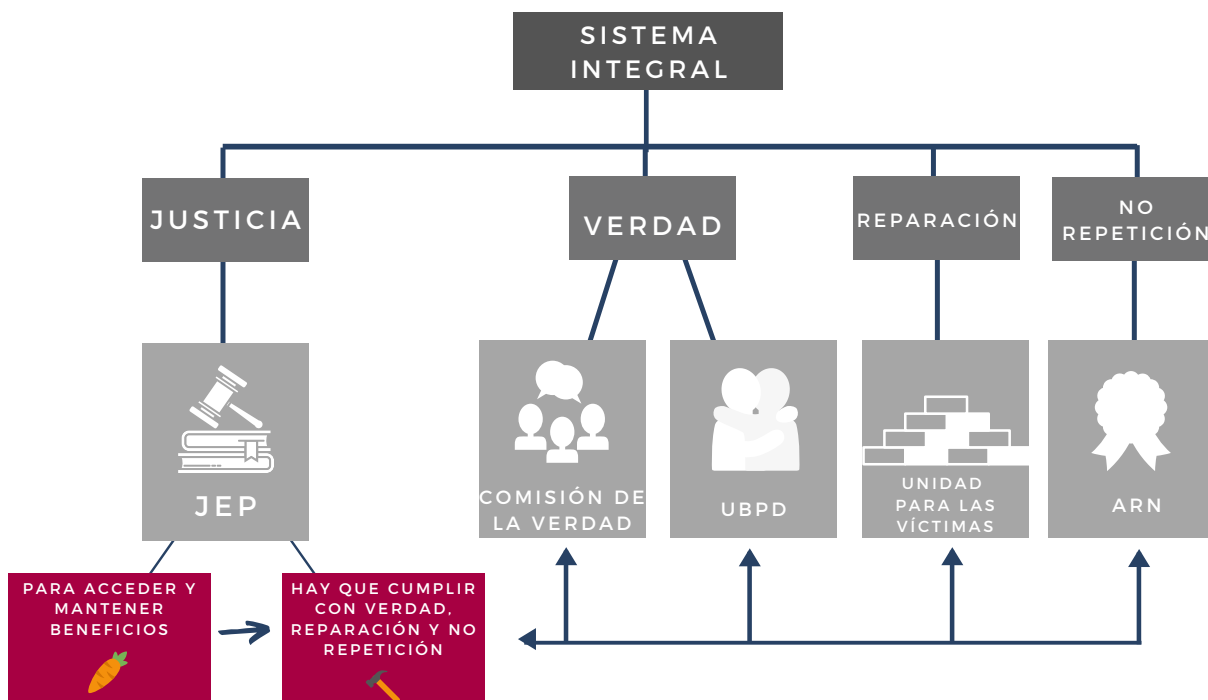 SISTEMA
INTEGRAL
JUSTICIA
VERDAD
REPARACIÓN
NO
REPETICIÓN
JEP
COMISIÓN DE
LA VERDAD
UBPD
UNIDAD
PARA LAS
VÍCTIMAS
ARN
PARA ACCEDER Y
MANTENER
BENEFICIOS
HAY QUE CUMPLIR
CON VERDAD,
REPARACIÓN Y NO
REPETICIÓN